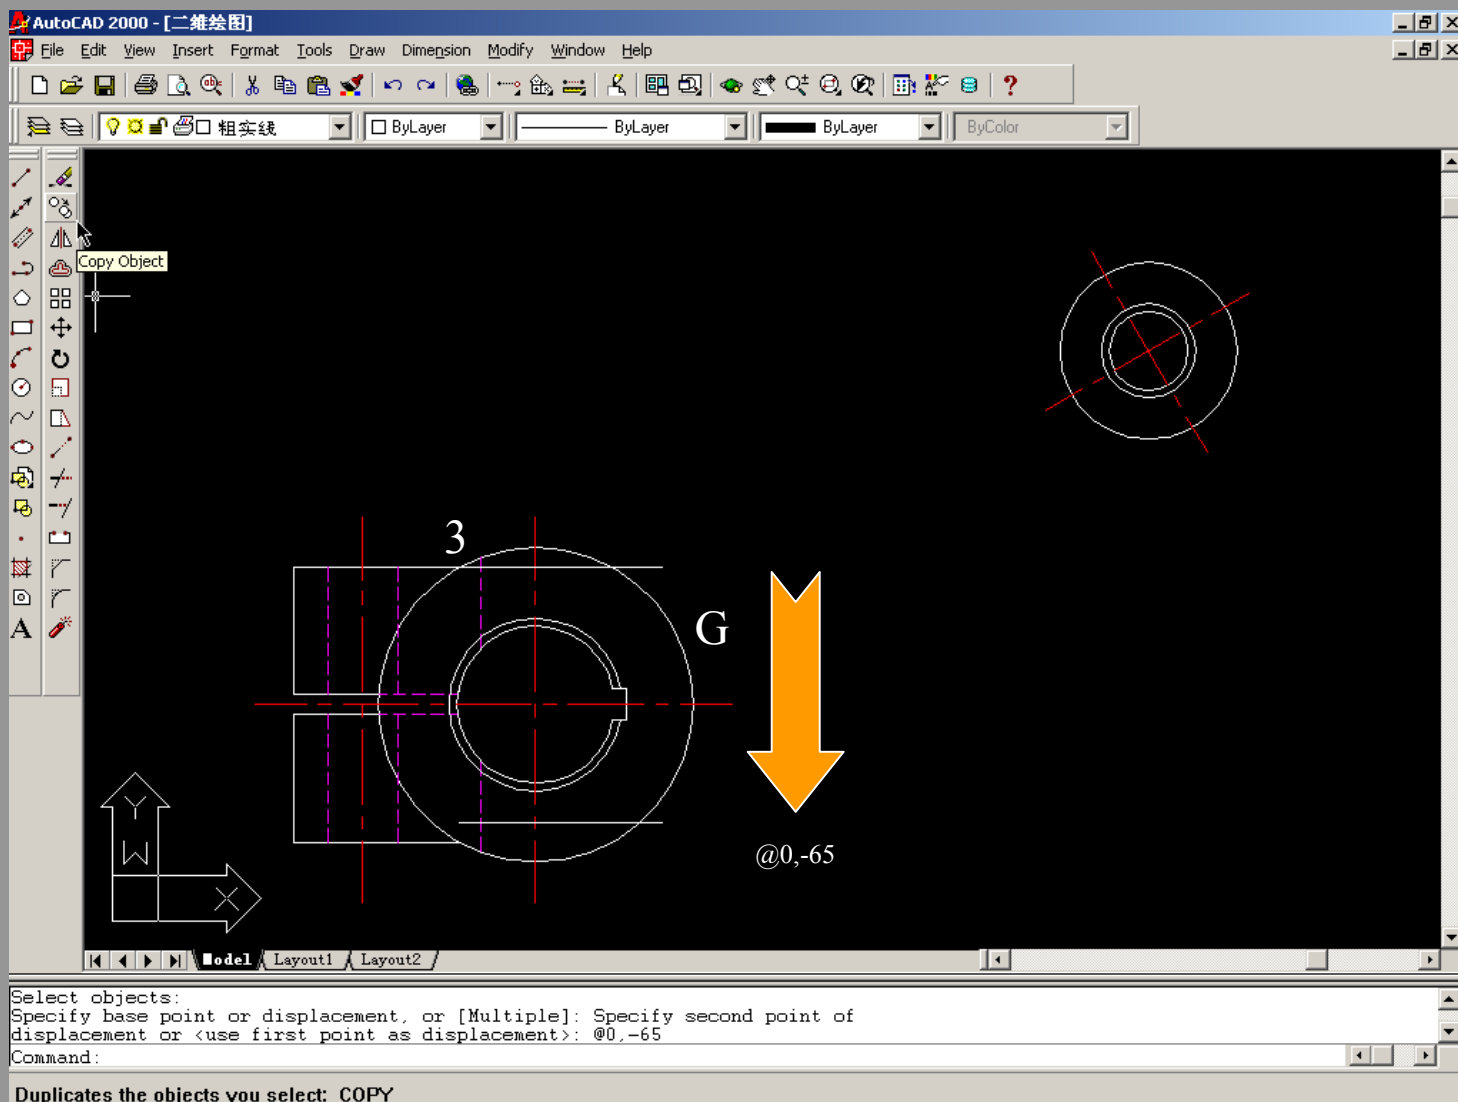 AutoCAD 2000 - [二维绘图]
File Edit View Insert Format Tools Draw Dimension Modify Window Help
粗实线 ByLayer ByLayer ByLayer ByColor
Copy Object
3
G
@0,-65
Y
W
X
A
Model Layout1 Layout2
Select objects:
Specify base point or displacement, or [Multiple]: Specify second point of
displacement or <use first point as displacement>: @0,-65
Command:
Duplicates the objects you select: COPY